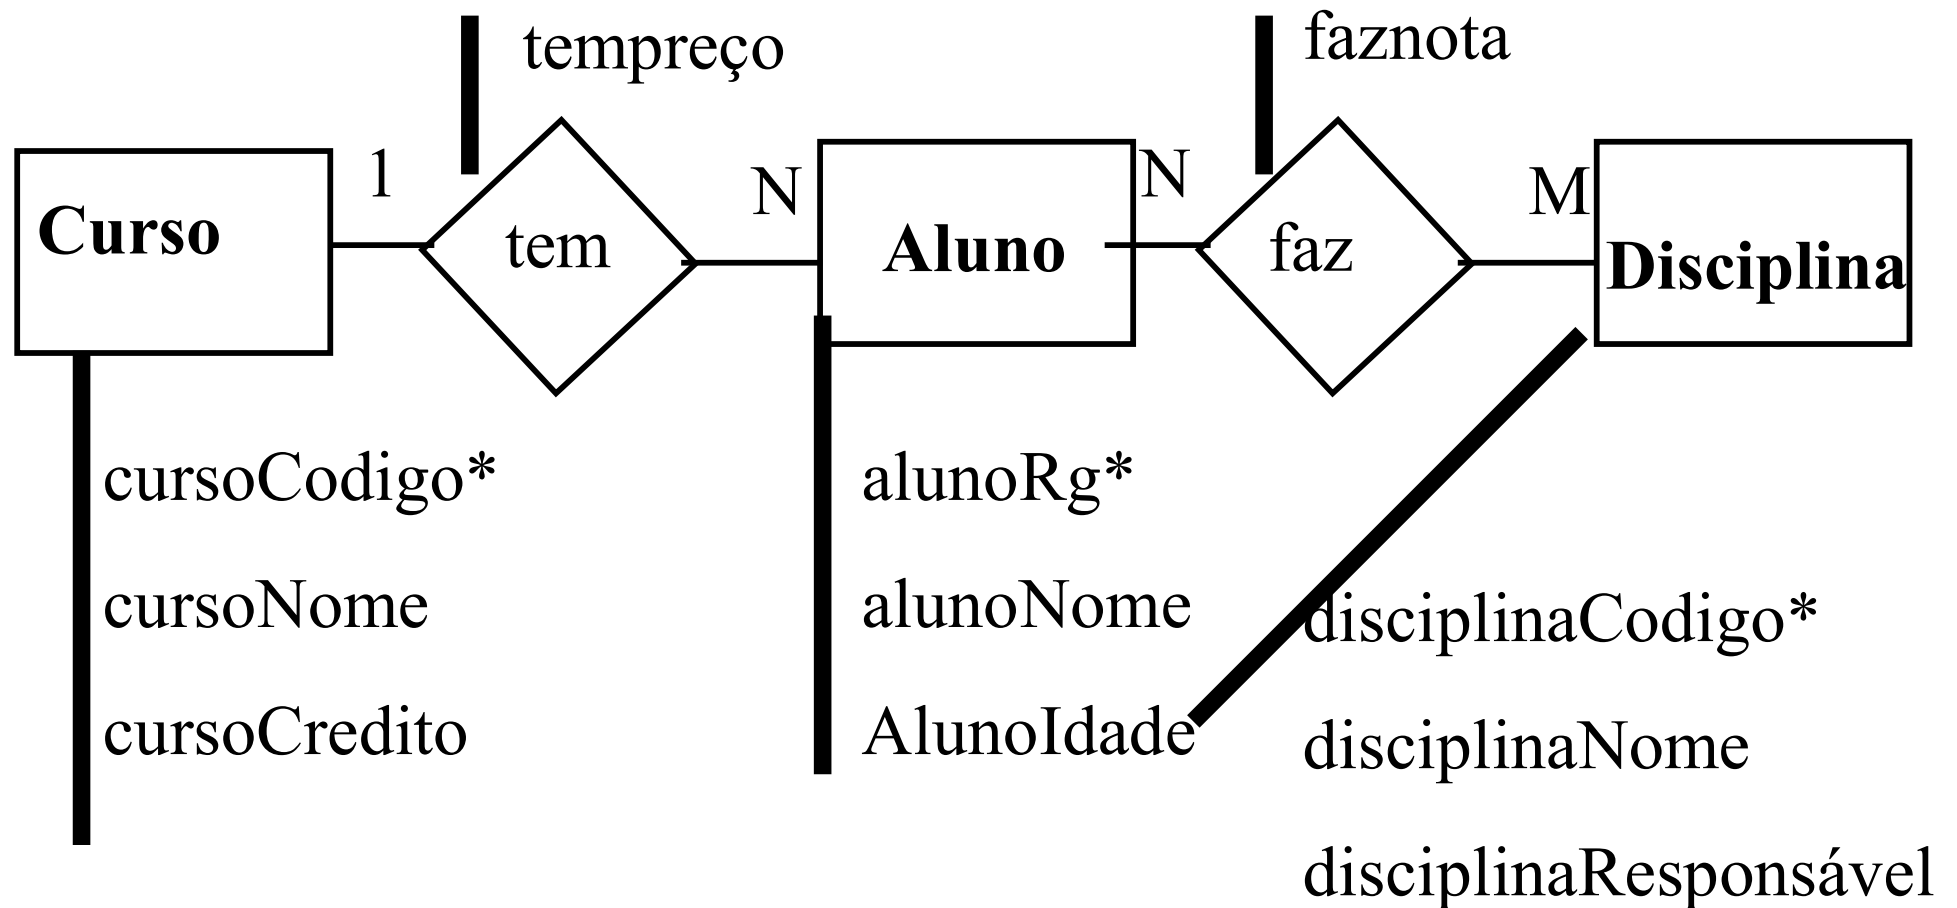 tempreço
faznota
1
N
N
M
Curso
tem
Aluno
faz
Disciplina
cursoCodigo*
cursoNome
cursoCredito
alunoRg*
alunoNome
AlunoIdade
disciplinaCodigo*
disciplinaNome
disciplinaResponsável